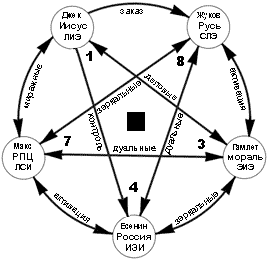 заказ
Джек
Иисус
ЛИЭ
Жуков
Русь
СЛЭ
1
8
миражные
зеркальные
деловые
активация
контроль
дуальные
Макс
РПЦ
ЛСИ
7
3
Гамлет
мораль
ЭИЭ
дуальные
4
активация
зеркальные
Есенин
Россия
ИЭИ